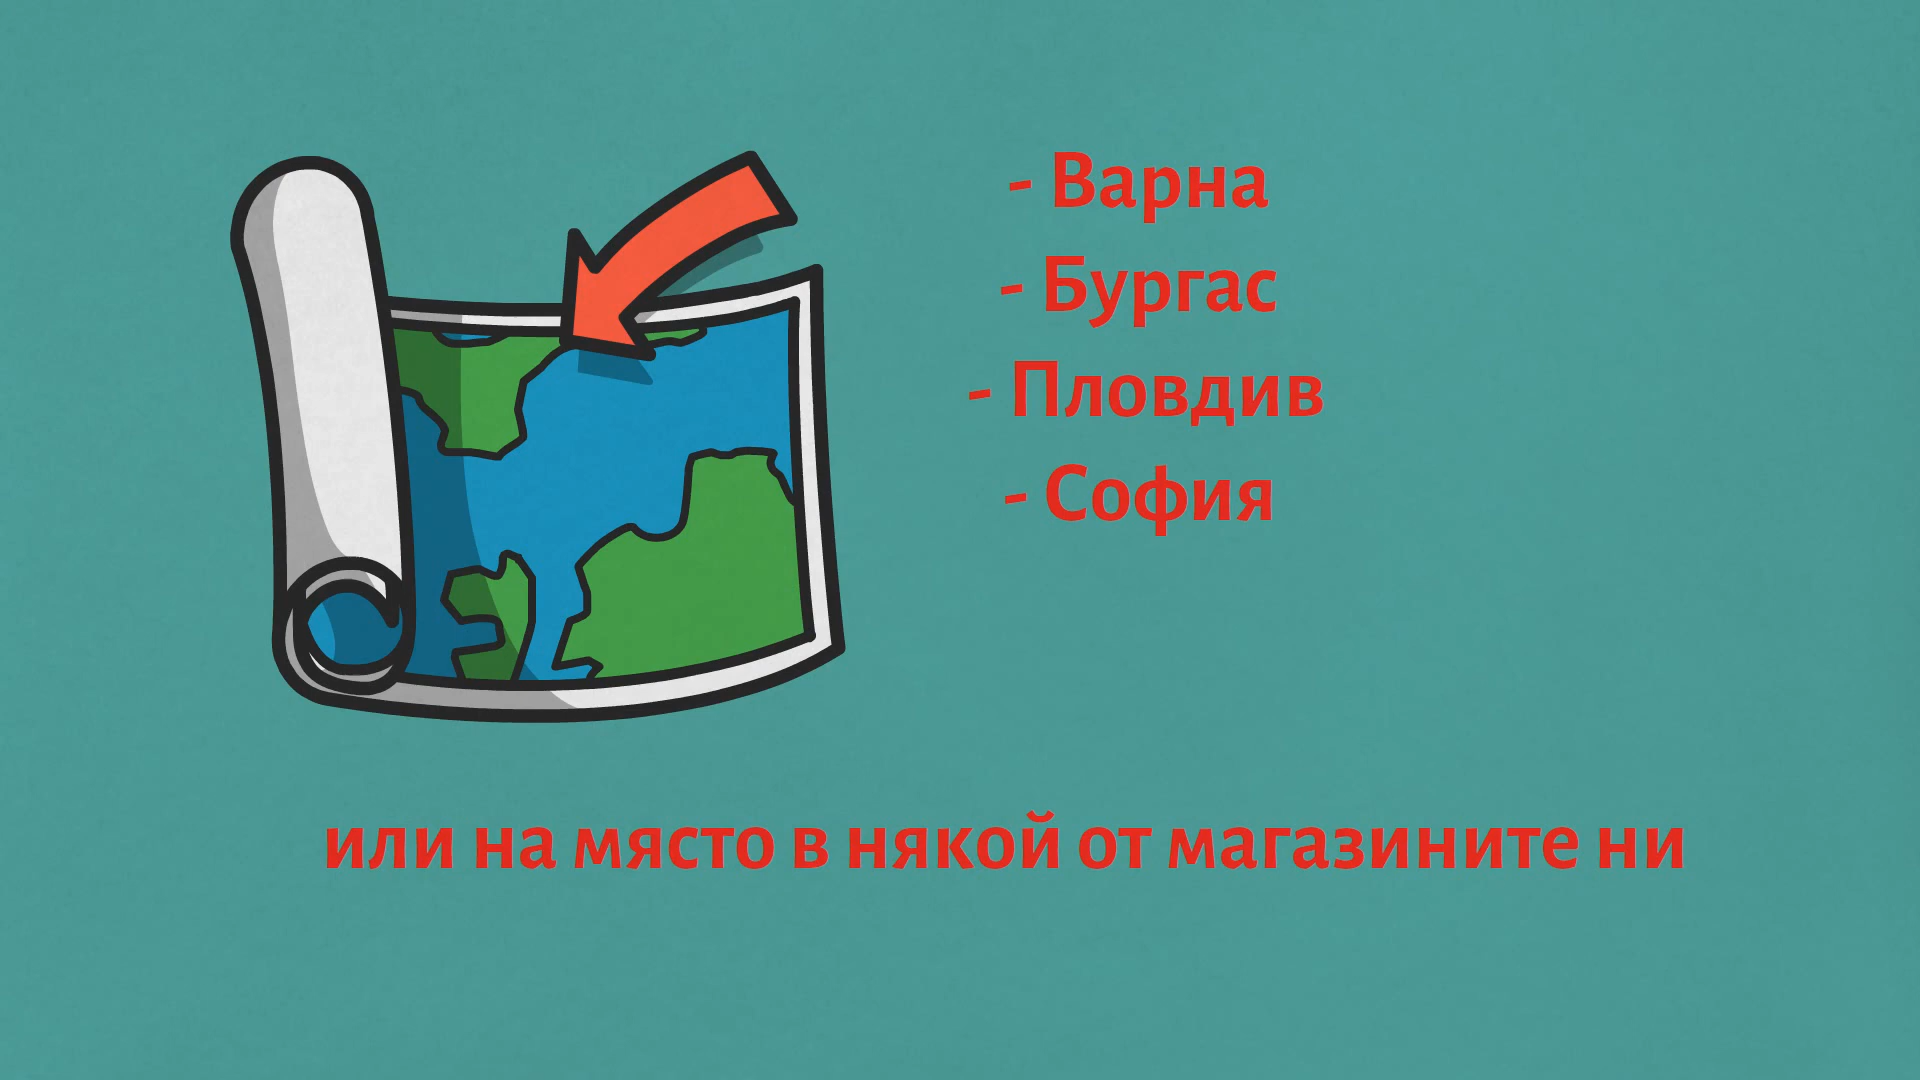 - Варна
- Бургас
- Пловдив
- София
или на място в някой от магазините ни